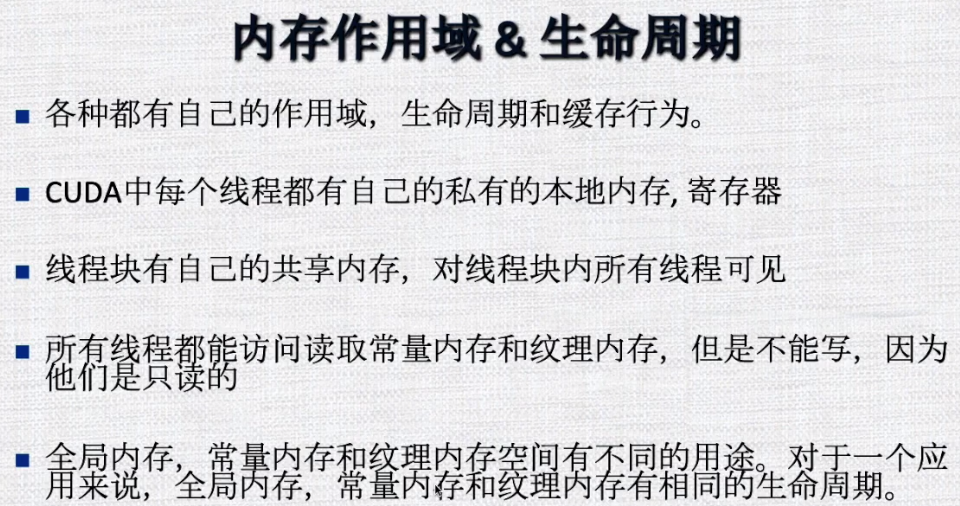 内存作用域 & 生命周期
各种都有自己的作用域，生命周期和缓存行为。
CUDA中每个线程都有自己的私有的本地内存, 寄存器
线程块有自己的共享内存，对线程块内所有线程可见
所有线程都能访问读取常量内存和纹理内存，但是不能写，因为
他们是只读的
全局内存，常量内存和纹理内存空间有不同的用途。对于一个应
用来说，全局内存，常量内存和纹理内存有相同的生命周期。